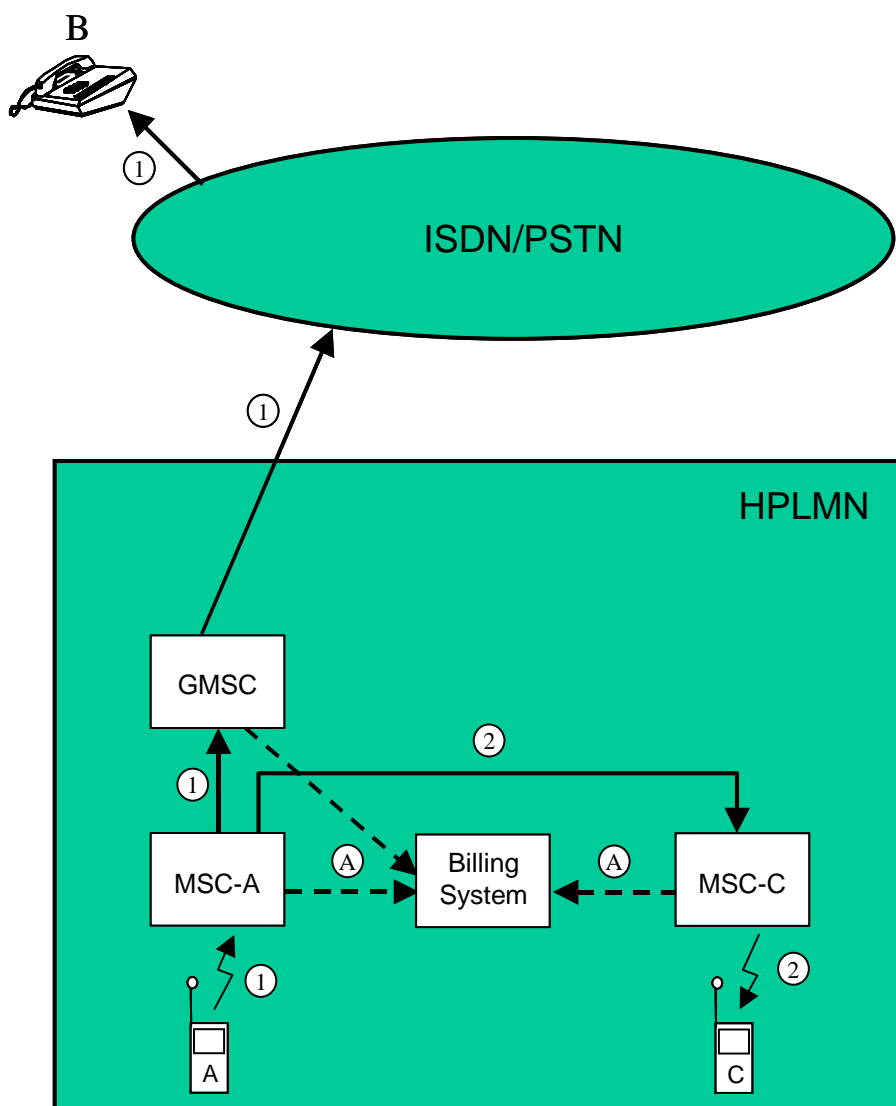 B
1
ISDN/PSTN
1
HPLMN
GMSC
2
1
MSC-A
A
Billing
System
A
MSC-C
1
2
A
C